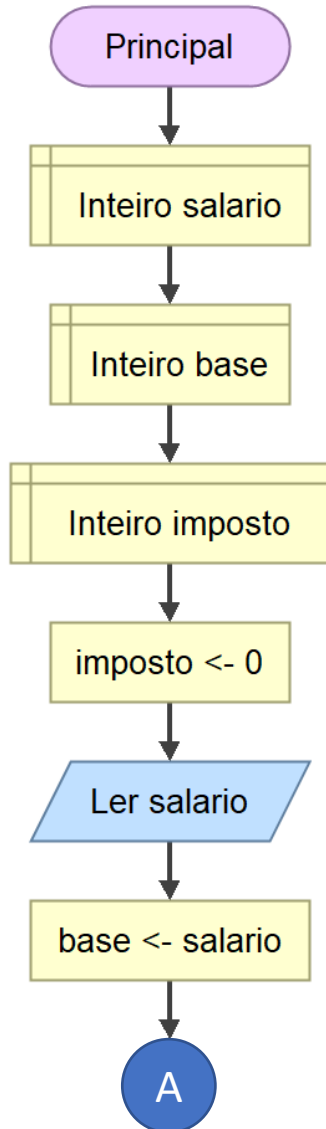 Principal
Inteiro salario
Inteiro base
Inteiro imposto
imposto <- 0
Ler salario
base <- salario
A